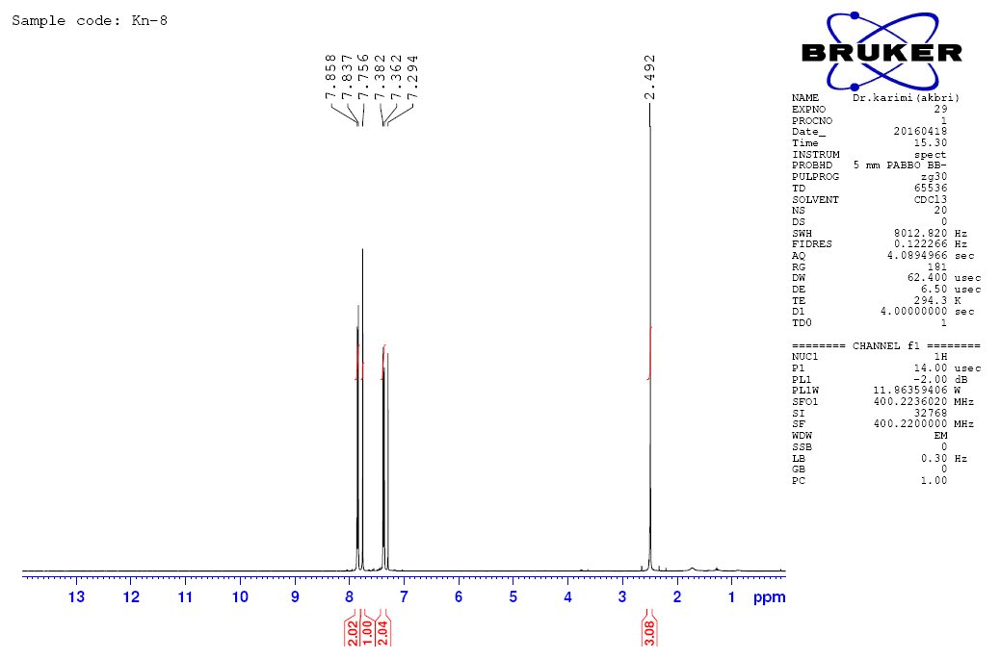 Sample code: Kn-8
7.858
7.837
7.756
7.382
7.362
7.294
2.492
BRUKER
NAME Dr.karimi(akbri)
EXPNO 29
PROCNO 1
Date_ 20160418
Time 15.30
INSTRUM spect
PROBHD 5 mm PABBO BB-
PULPROG zg30
TD 65536
SOLVENT CDCl3
NS 20
DS 0
SWH 8012.820 Hz
FIDRES 0.122266 Hz
AQ 4.0894966 sec
RG 181
DW 62.400 usec
DE 6.50 usec
TE 294.3 K
D1 4.00000000 sec
TD0 1
======== CHANNEL f1 ========
NUC1 1H
P1 14.00 usec
PL1 -2.00 dB
PL1W 11.86359406 W
SFO1 400.2236020 MHz
SI 32768
SF 400.2200000 MHz
WDW EM
SSB 0
LB 0.30 Hz
GB 0
PC 1.00
13 12 11 10 9 8 7 6 5 4 3 2 1 ppm
2.02
1.00
2.04
3.08